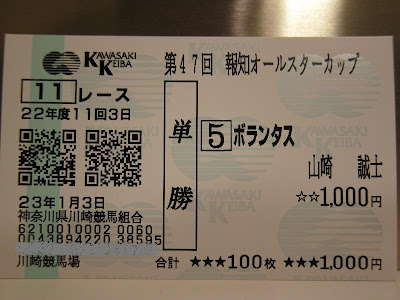 KAWASAKI KEIBA
第47回 報知オールスターカップ
11レース
22年度11回3日
単勝
5 ボランタス
山崎 誠士
☆☆1,000円
23年1月3日
神奈川県川崎競馬組合
6210010002 0060
0043894220 38595
川崎競馬場
合計 ★★★100枚 ★★★1,000円
KAWASAKI KEIBA